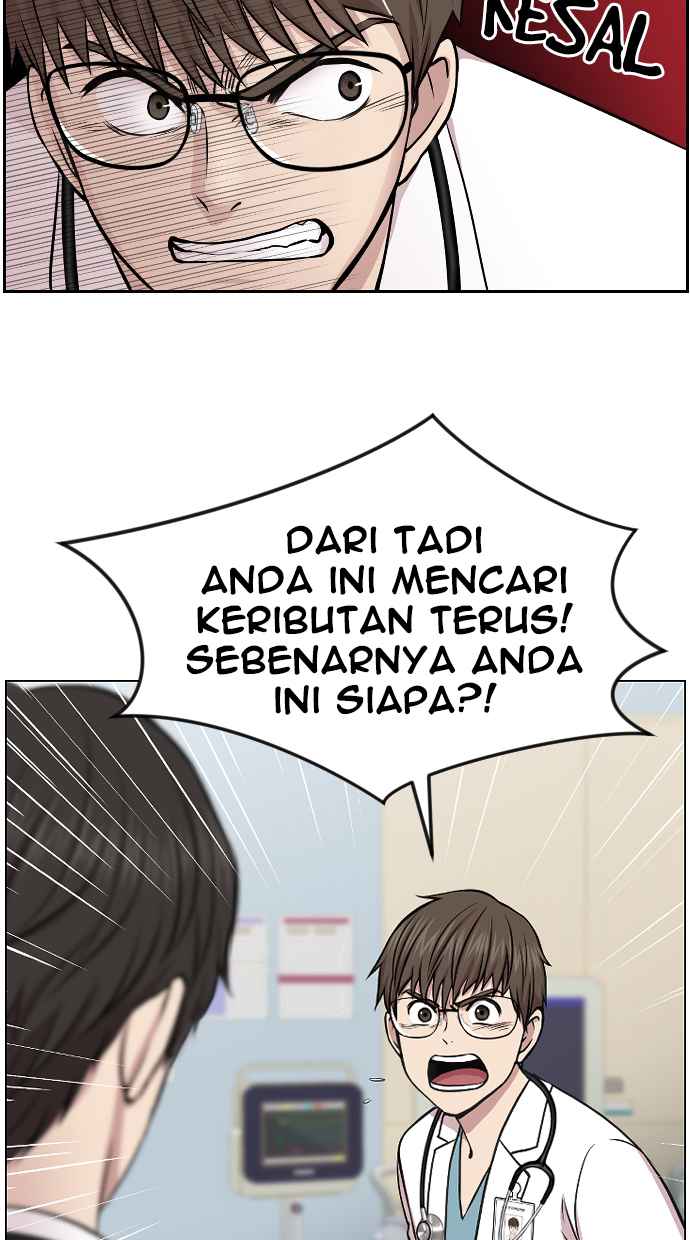 KESAL
DARI TADI
ANDA INI MENCARI
KERIBUTAN TERUS!
SEBENARNYA ANDA
INI SIAPA?!